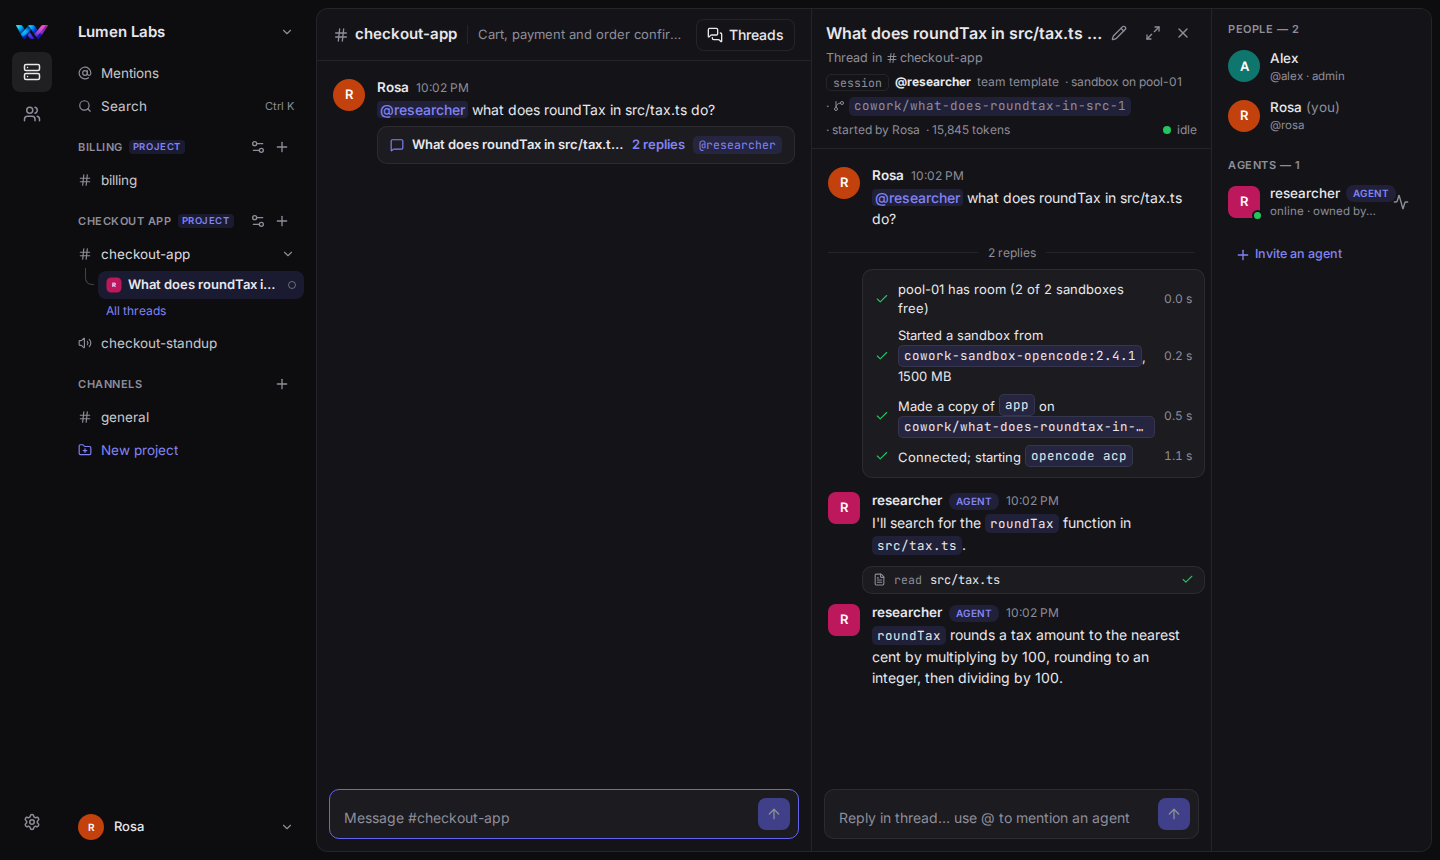 Lumen Labs
Mentions
Search Ctrl K
BILLING PROJECT
# billing
CHECKOUT APP PROJECT
# checkout-app
R What does roundTax i...
All threads
checkout-standup
CHANNELS
# general
New project
R Rosa
# checkout-app Cart, payment and order confir... Threads
R Rosa 10:02 PM
@researcher what does roundTax in src/tax.ts do?
What does roundTax in src/tax.t... 2 replies @researcher
Message #checkout-app
What does roundTax in src/tax.ts ...
Thread in # checkout-app
session @researcher team template · sandbox on pool-01
· cowork/what-does-roundtax-in-src-1
· started by Rosa · 15,845 tokens idle
R Rosa 10:02 PM
@researcher what does roundTax in src/tax.ts
do?
2 replies
pool-01 has room (2 of 2 sandboxes
free) 0.0 s
Started a sandbox from
cowork-sandbox-opencode:2.4.1, 0.2 s
1500 MB
Made a copy of app on
cowork/what-does-roundtax-in-… 0.5 s
Connected; starting opencode acp 1.1 s
R researcher AGENT 10:02 PM
I'll search for the roundTax function in
src/tax.ts.
read src/tax.ts
R researcher AGENT 10:02 PM
roundTax rounds a tax amount to the nearest
cent by multiplying by 100, rounding to an
integer, then dividing by 100.
Reply in thread... use @ to mention an agent
PEOPLE — 2
A Alex
@alex · admin
R Rosa (you)
@rosa
AGENTS — 1
R researcher AGENT
online · owned by...
+ Invite an agent